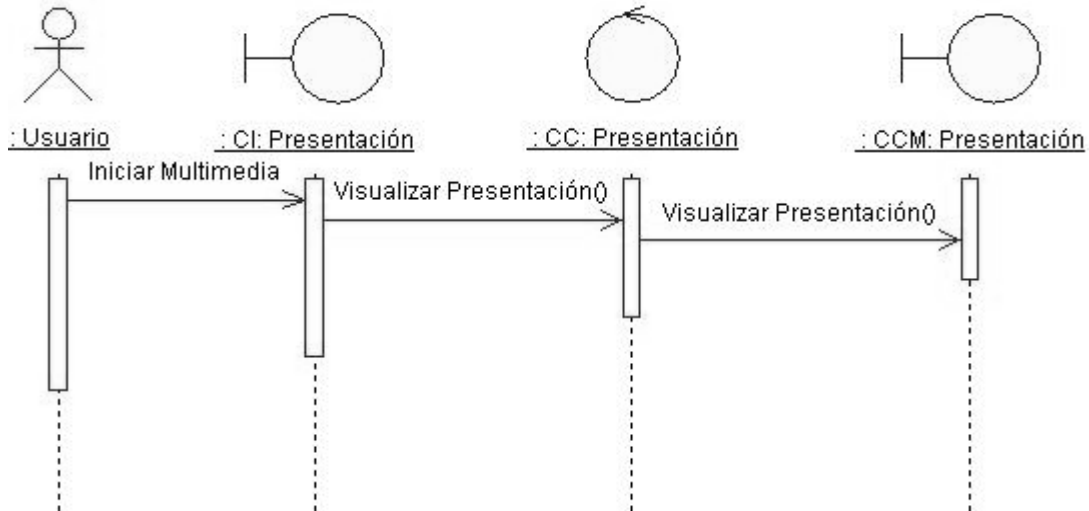 : Usuario
: CI: Presentación
: CC: Presentación
: CCM: Presentación
Iniciar Multimedia
Visualizar Presentación()
Visualizar Presentación()